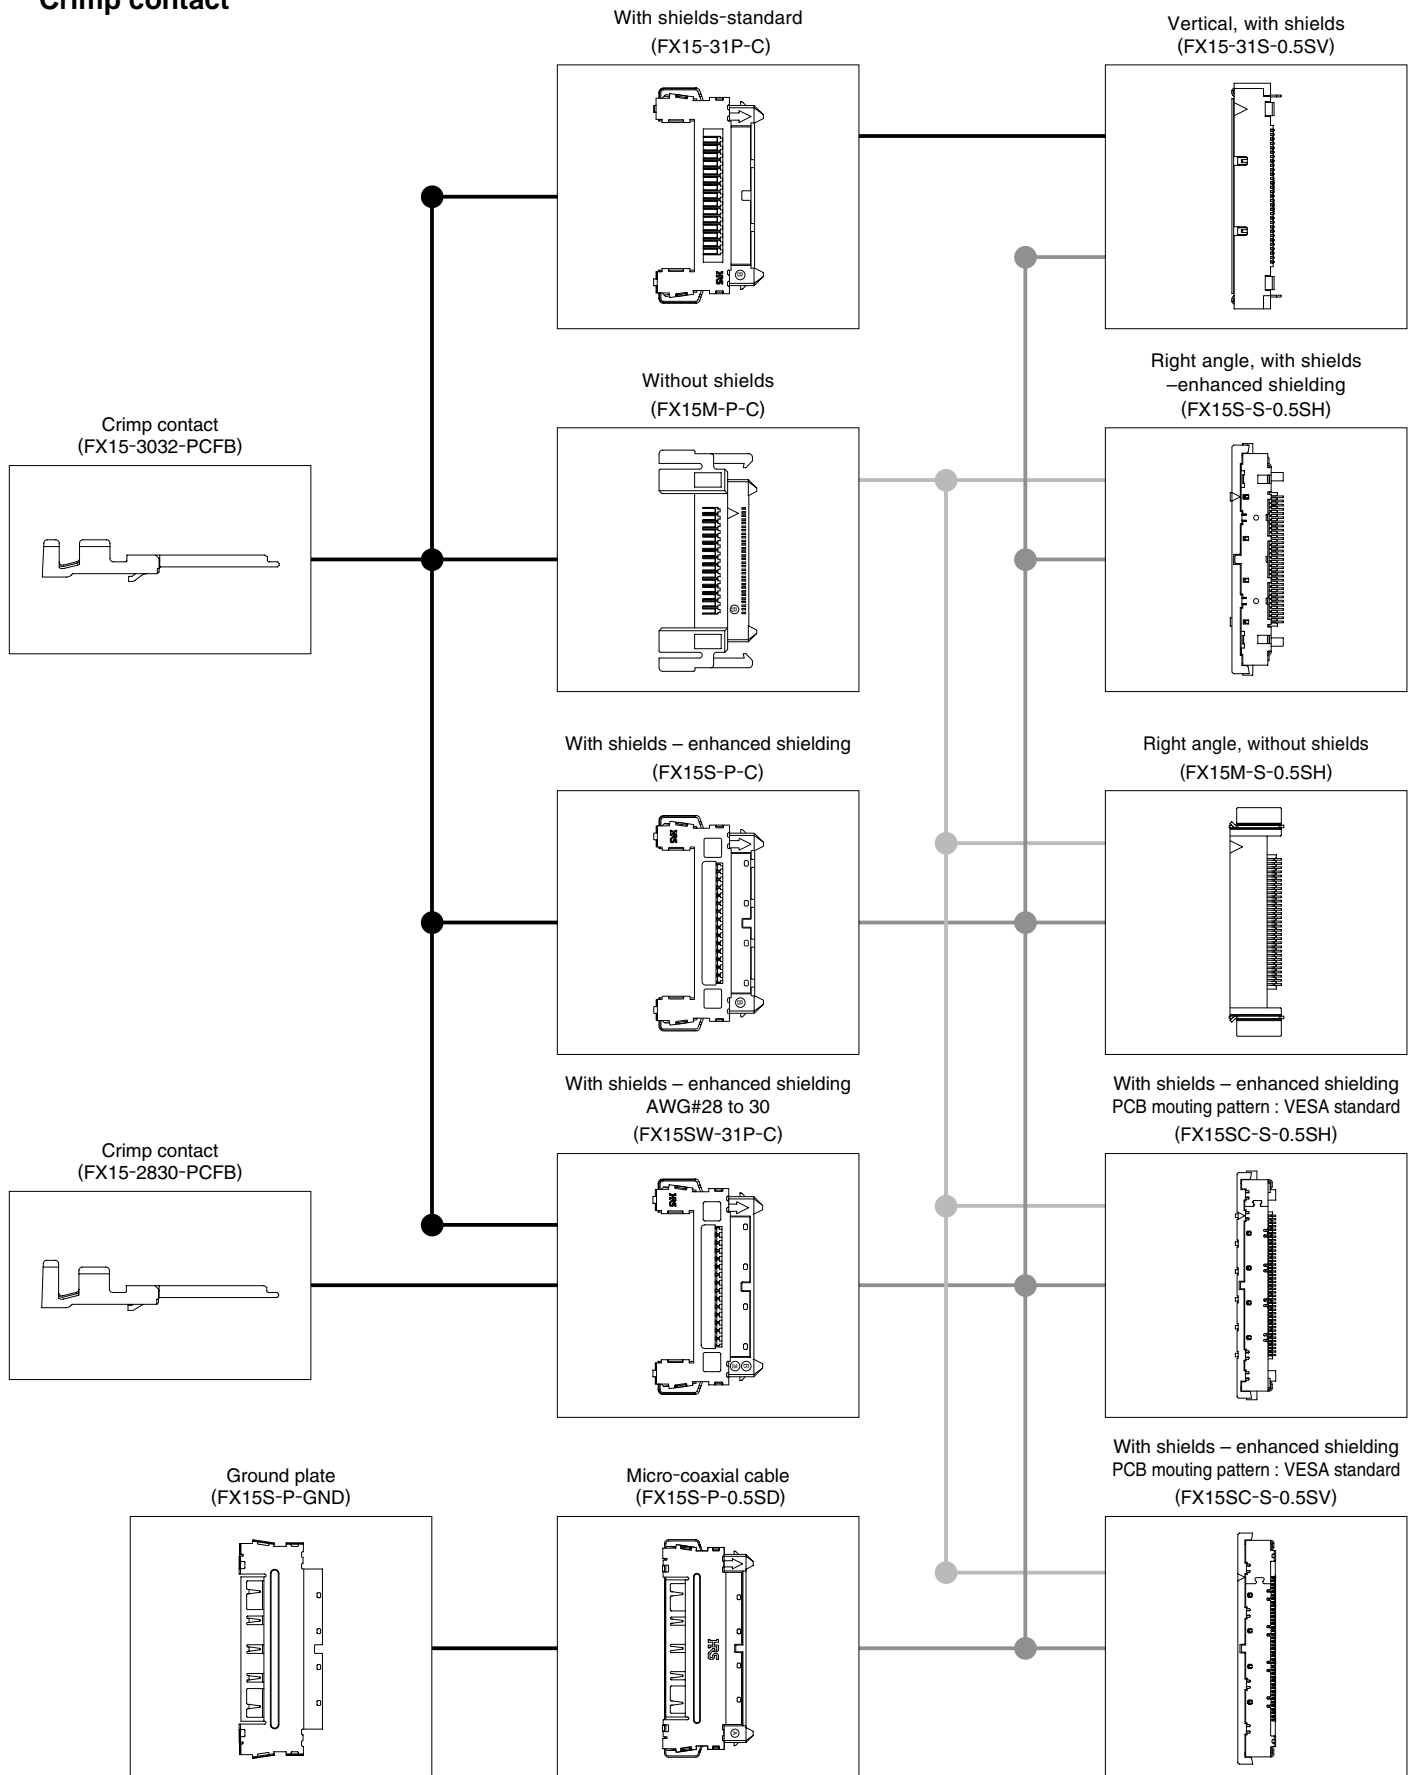 Crimp contact
With shields-standard
(FX15-31P-C)
Vertical, with shields
(FX15-31S-0.5SV)
Without shields
(FX15M-P-C)
Right angle, with shields
–enhanced shielding
(FX15S-S-0.5SH)
Crimp contact
(FX15-3032-PCFB)
With shields – enhanced shielding
(FX15S-P-C)
Right angle, without shields
(FX15M-S-0.5SH)
With shields – enhanced shielding
AWG#28 to 30
(FX15SW-31P-C)
With shields – enhanced shielding
PCB mouting pattern : VESA standard
(FX15SC-S-0.5SH)
Crimp contact
(FX15-2830-PCFB)
Ground plate
(FX15S-P-GND)
Micro-coaxial cable
(FX15S-P-0.5SD)
With shields – enhanced shielding
PCB mouting pattern : VESA standard
(FX15SC-S-0.5SV)
HRS